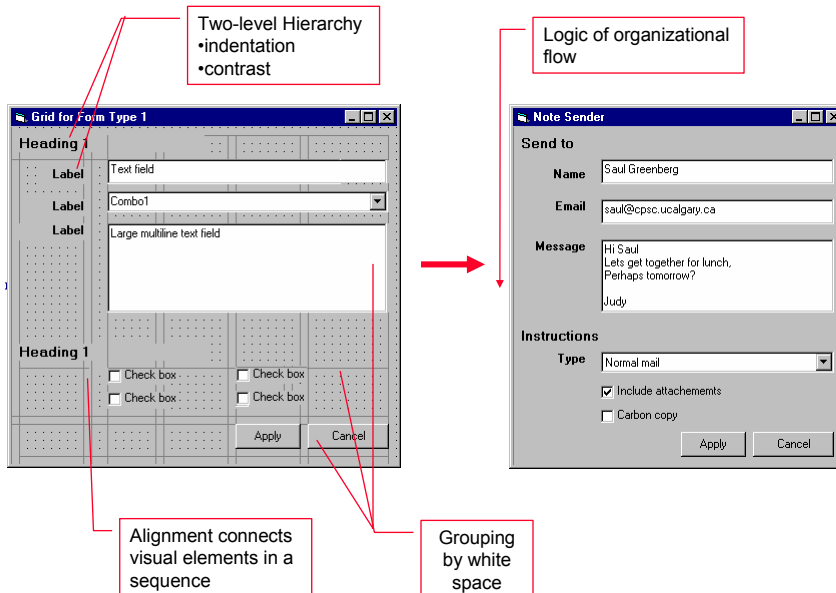 Two-level Hierarchy
•indentation
•contrast
Logic of organizational
flow
Grid for Form Type 1
Heading 1
Label
Text field
Label
Combo1
Label
Large multiline text field
Heading 1
Check box
Check box
Check box
Check box
Apply
Cancel
Note Sender
Send to
Name
Saul Greenberg
Email
saul@cpsc.ucalgary.ca
Message
Hi Saul
Lets get together for lunch,
Perhaps tomorrow?
Judy
Instructions
Type
Normal mail
Include attachememts
Carbon copy
Apply
Cancel
Alignment connects
visual elements in a
sequence
Grouping
by white
space